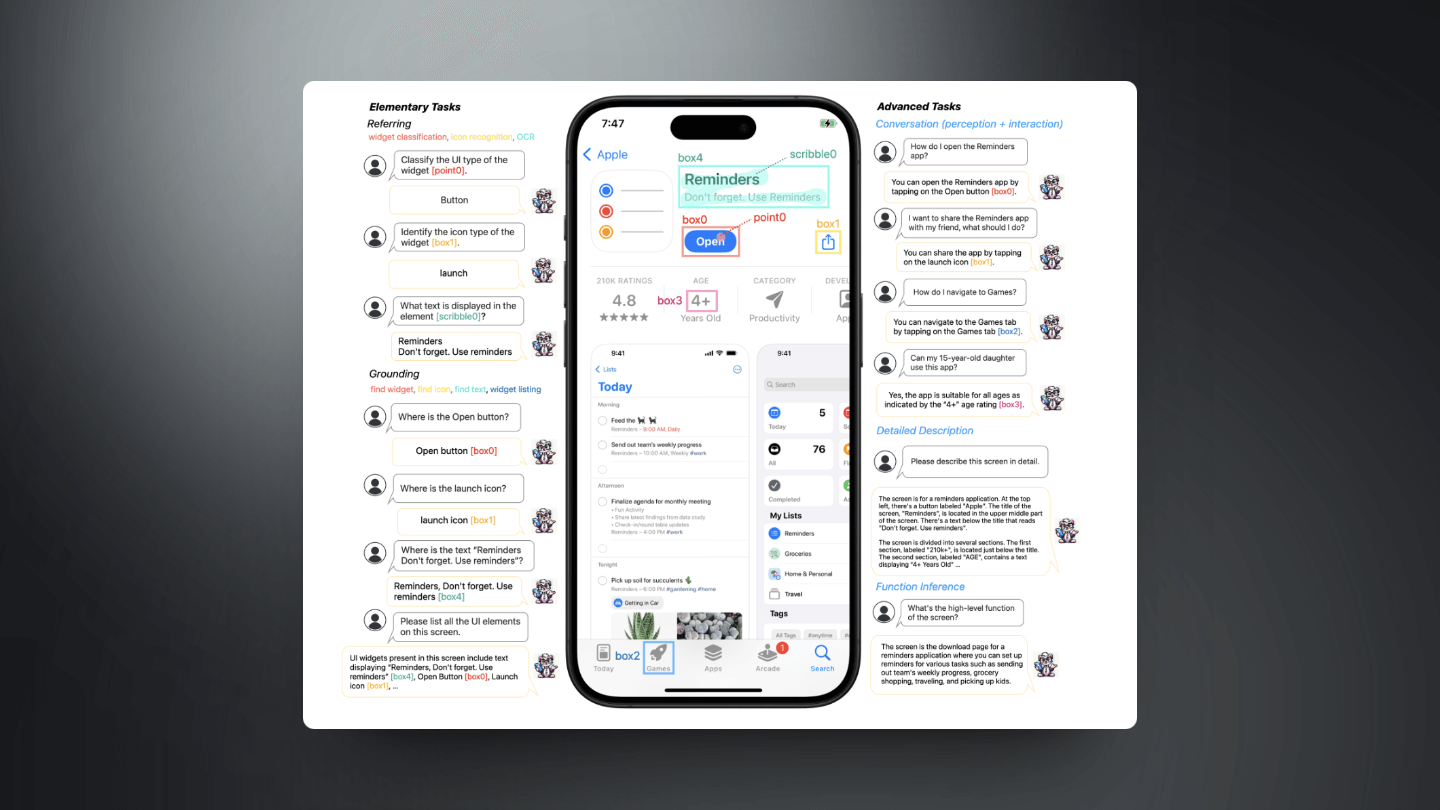 Elementary Tasks
Referring
widget classification, icon recognition, OCR
Classify the UI type of the
widget [point0].
Button
Identify the icon type of the
widget [box1].
launch
What text is displayed in the
element [scribble0]?
Reminders
Don't forget. Use reminders
Grounding
find widget, find icon, find text, widget listing
Where is the Open button?
Open button [box0]
Where is the launch icon?
launch icon [box1]
Where is the text “Reminders
Don't forget. Use reminders”?
Reminders, Don't forget. Use
reminders [box4]
Please list all the UI elements
on this screen.
UI widgets present in this screen include text
displaying “Reminders, Don't forget. Use
reminders” [box4], Open Button [box0], Launch
icon [box1], ...
7:47
Apple
box4
scribble0
Reminders
Don't forget. Use Reminders
box0
point0
box1
Open
210K RATINGS
AGE
CATEGORY
DEVEL
4.8
box3
4+
★★★★★
Years Old
Productivity
App
9:41
Lists
Today
Morning
Feed the
Reminders – 8:00 AM, Daily
Send out team's weekly progress
Reminders – 10:00 AM, Weekly #work
Afternoon
Finalize agenda for monthly meeting
• Fun Activity
• Share latest findings from data study
• Check-in/round table updates
Reminders – 4:00 PM #work
Tonight
Pick up soil for succulents
Reminders – 6:00 PM #gardening #home
Getting in Car
9:41
Search
5
Today
Sc
76
All
Fl
Completed
As
My Lists
Reminders
Groceries
Home & Personal
Travel
Tags
All Tags
#anytime
Today
box2
Games
Apps
1
Arcade
Search
Advanced Tasks
Conversation (perception + interaction)
How do I open the Reminders
app?
You can open the Reminders app by
tapping on the Open button [box0].
I want to share the Reminders app
with my friend, what should I do?
You can share the app by tapping
on the launch icon [box1].
How do I navigate to Games?
You can navigate to the Games tab
by tapping on the Games tab [box2].
Can my 15-year-old daughter
use this app?
Yes, the app is suitable for all ages as
indicated by the “4+” age rating [box3].
Detailed Description
Please describe this screen in detail.
The screen is for a reminders application. At the top
left, there's a button labeled "Apple". The title of the
screen, "Reminders", is located in the upper middle part
of the screen. There's a text below the title that reads
"Don't forget. Use reminders".
The screen is divided into several sections. The first
section, labeled "210k+", is located just below the title.
The second section, labeled "AGE", contains a text
displaying "4+ Years Old" ...
Function Inference
What's the high-level function
of the screen?
The screen is the download page for a
reminders application where you can set up
reminders for various tasks such as sending
out team's weekly progress, grocery
shopping, traveling, and picking up kids.